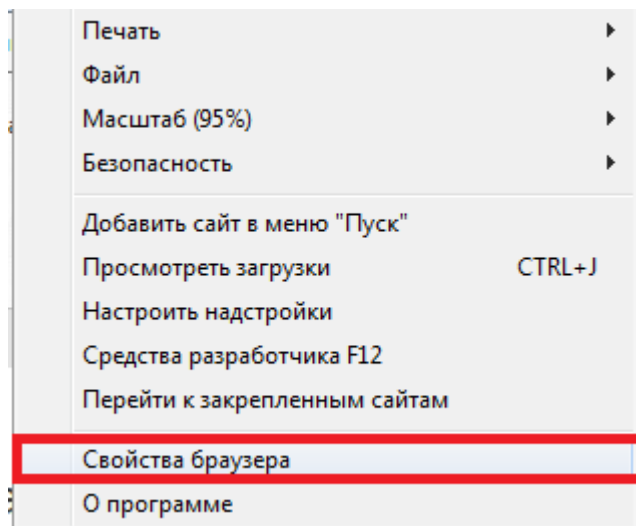 Печать
Файл
Масштаб (95%)
Безопасность
Добавить сайт в меню "Пуск"
Просмотреть загрузки CTRL+J
Настроить надстройки
Средства разработчика F12
Перейти к закрепленным сайтам
Свойства браузера
О программе